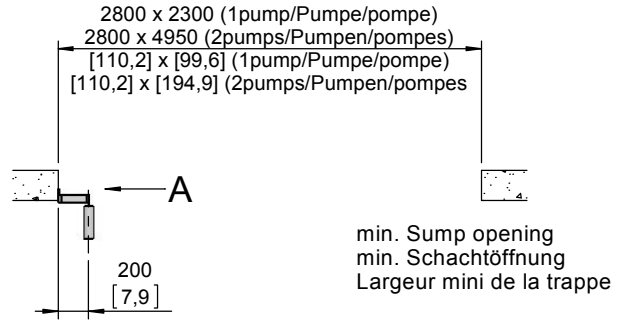 2800 x 2300 (1pump/Pumpe/pompe)
2800 x 4950 (2pumps/Pumpen/pompes)
[110,2] x [99,6] (1pump/Pumpe/pompe)
[110,2] x [194,9] (2pumps/Pumpen/pompes
A
min. Sump opening
min. Schachtöffnung
Largeur mini de la trappe
200
[7,9]